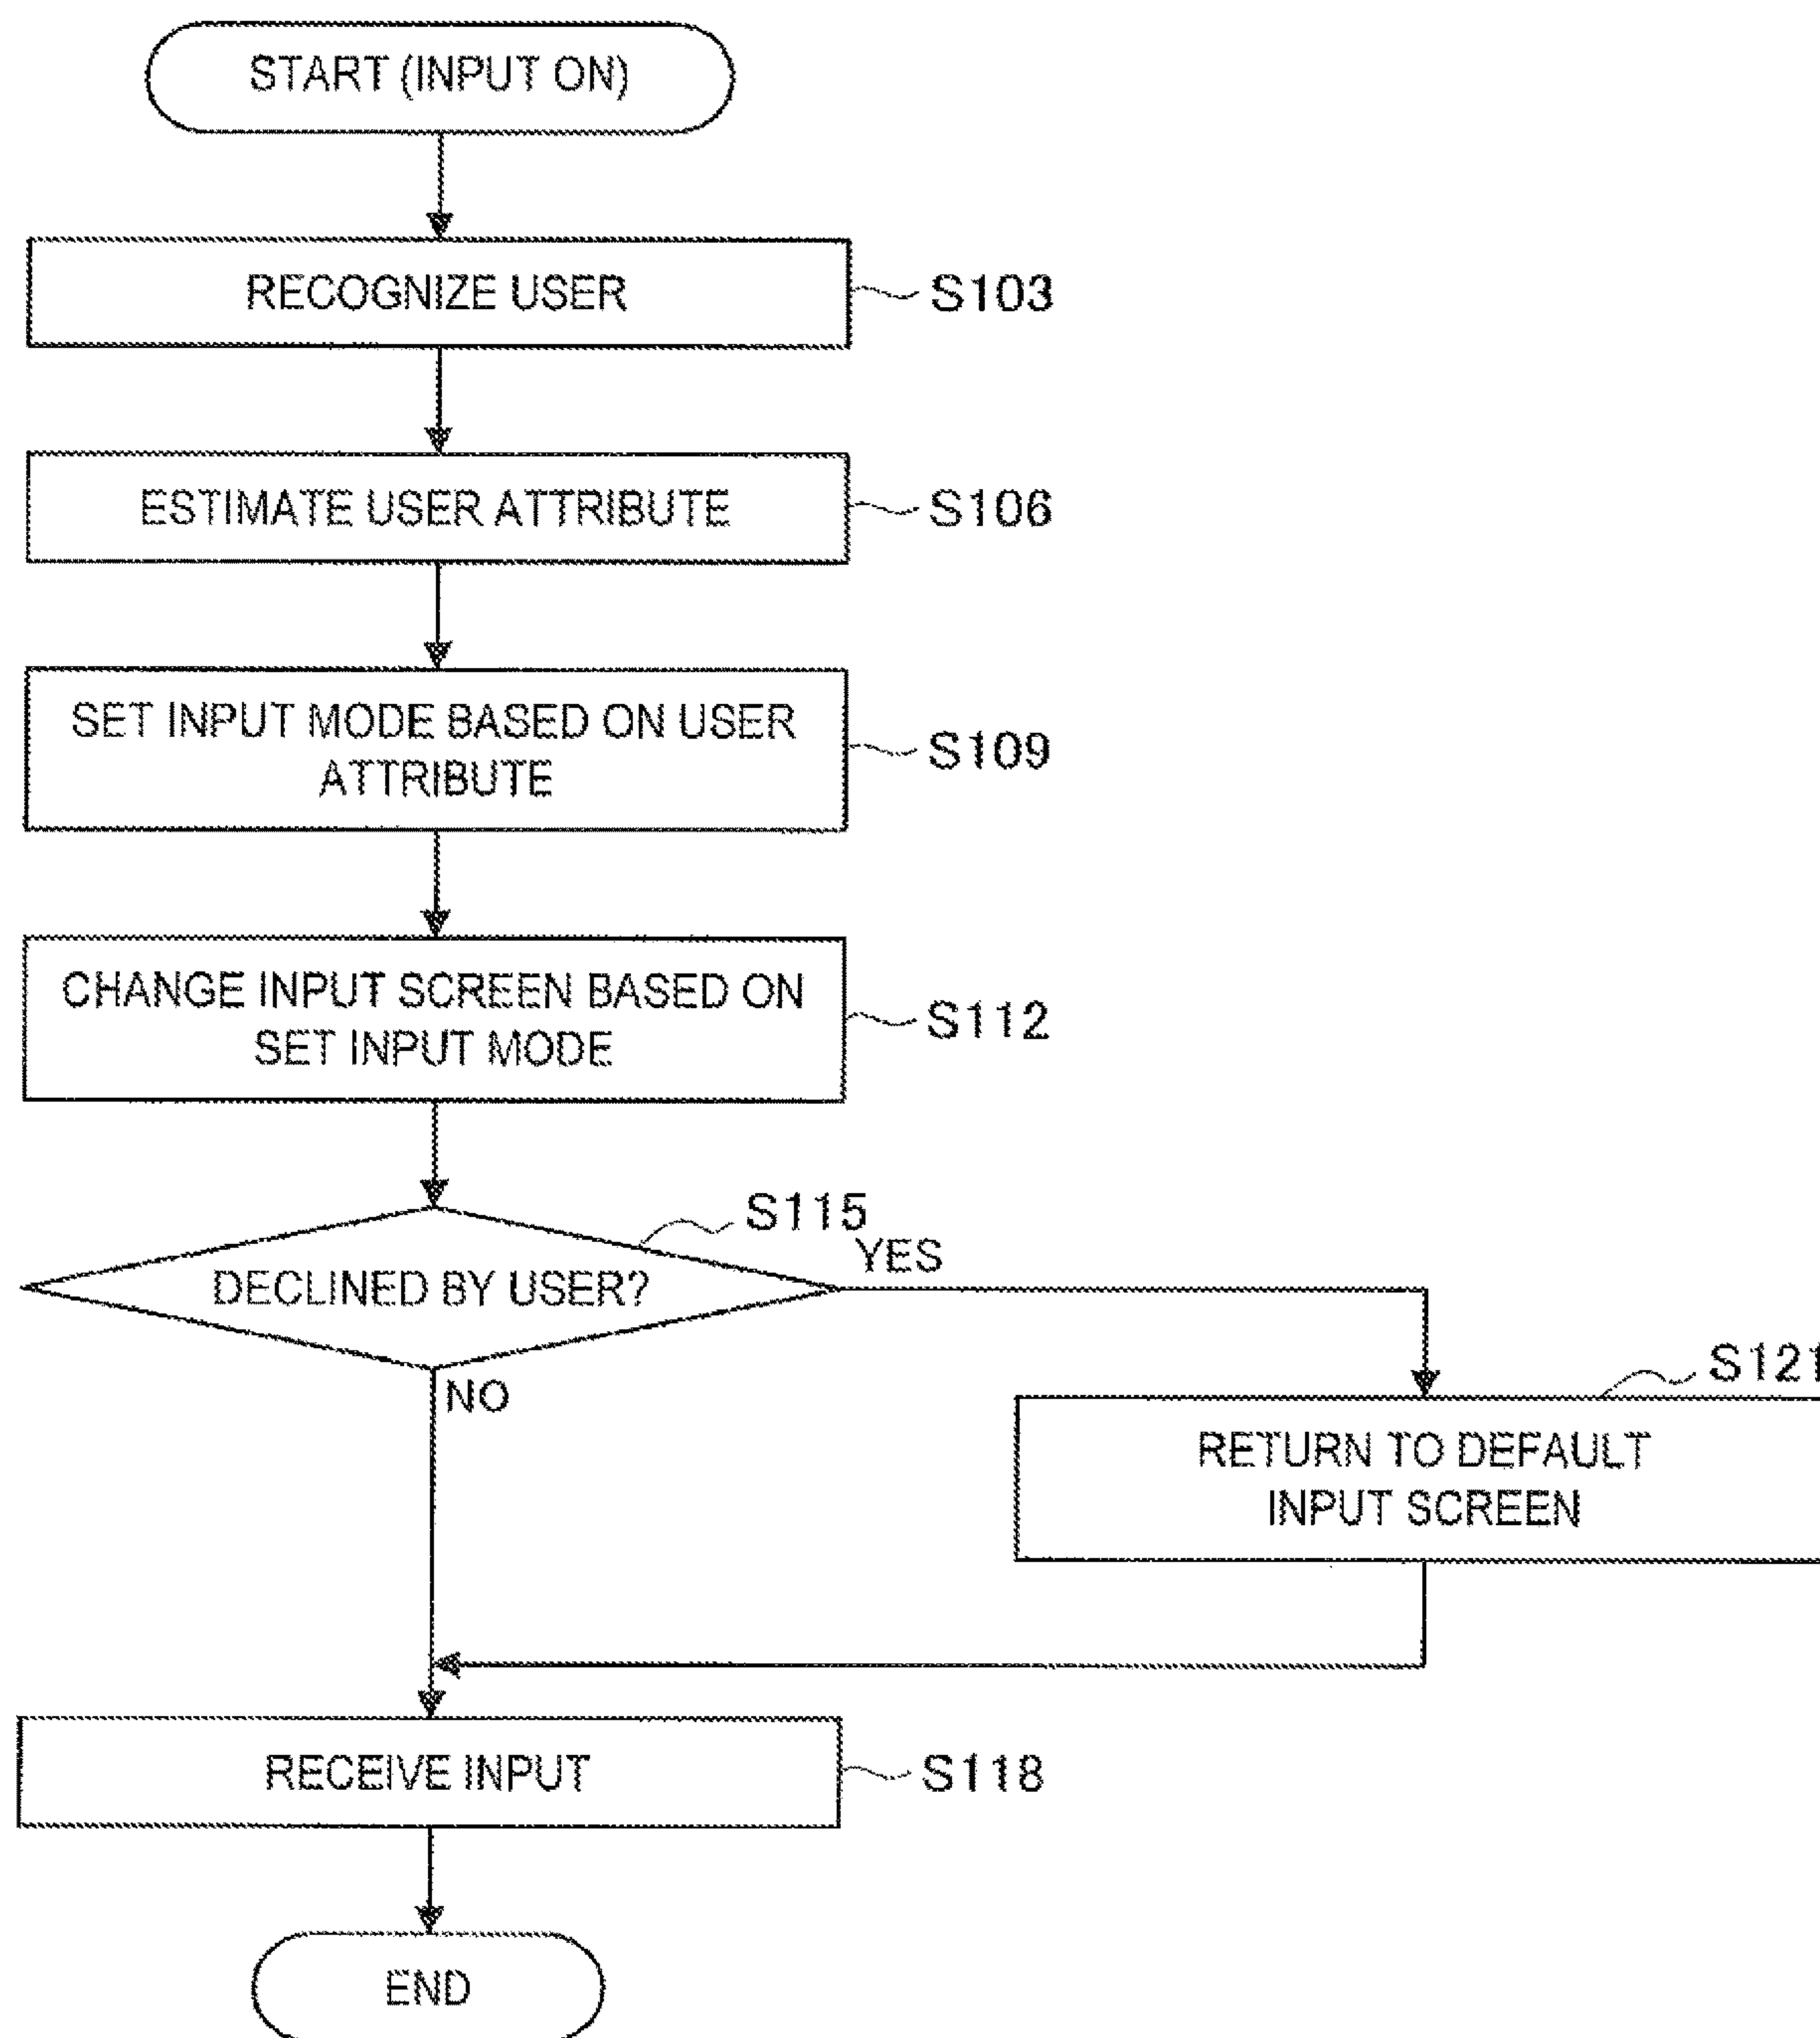 START (INPUT ON)
RECOGNIZE USER
S103
ESTIMATE USER ATTRIBUTE
S106
SET INPUT MODE BASED ON USER
ATTRIBUTE
S109
CHANGE INPUT SCREEN BASED ON
SET INPUT MODE
S112
S115
DECLINED BY USER?
YES
NO
S121
RETURN TO DEFAULT
INPUT SCREEN
RECEIVE INPUT
S118
END